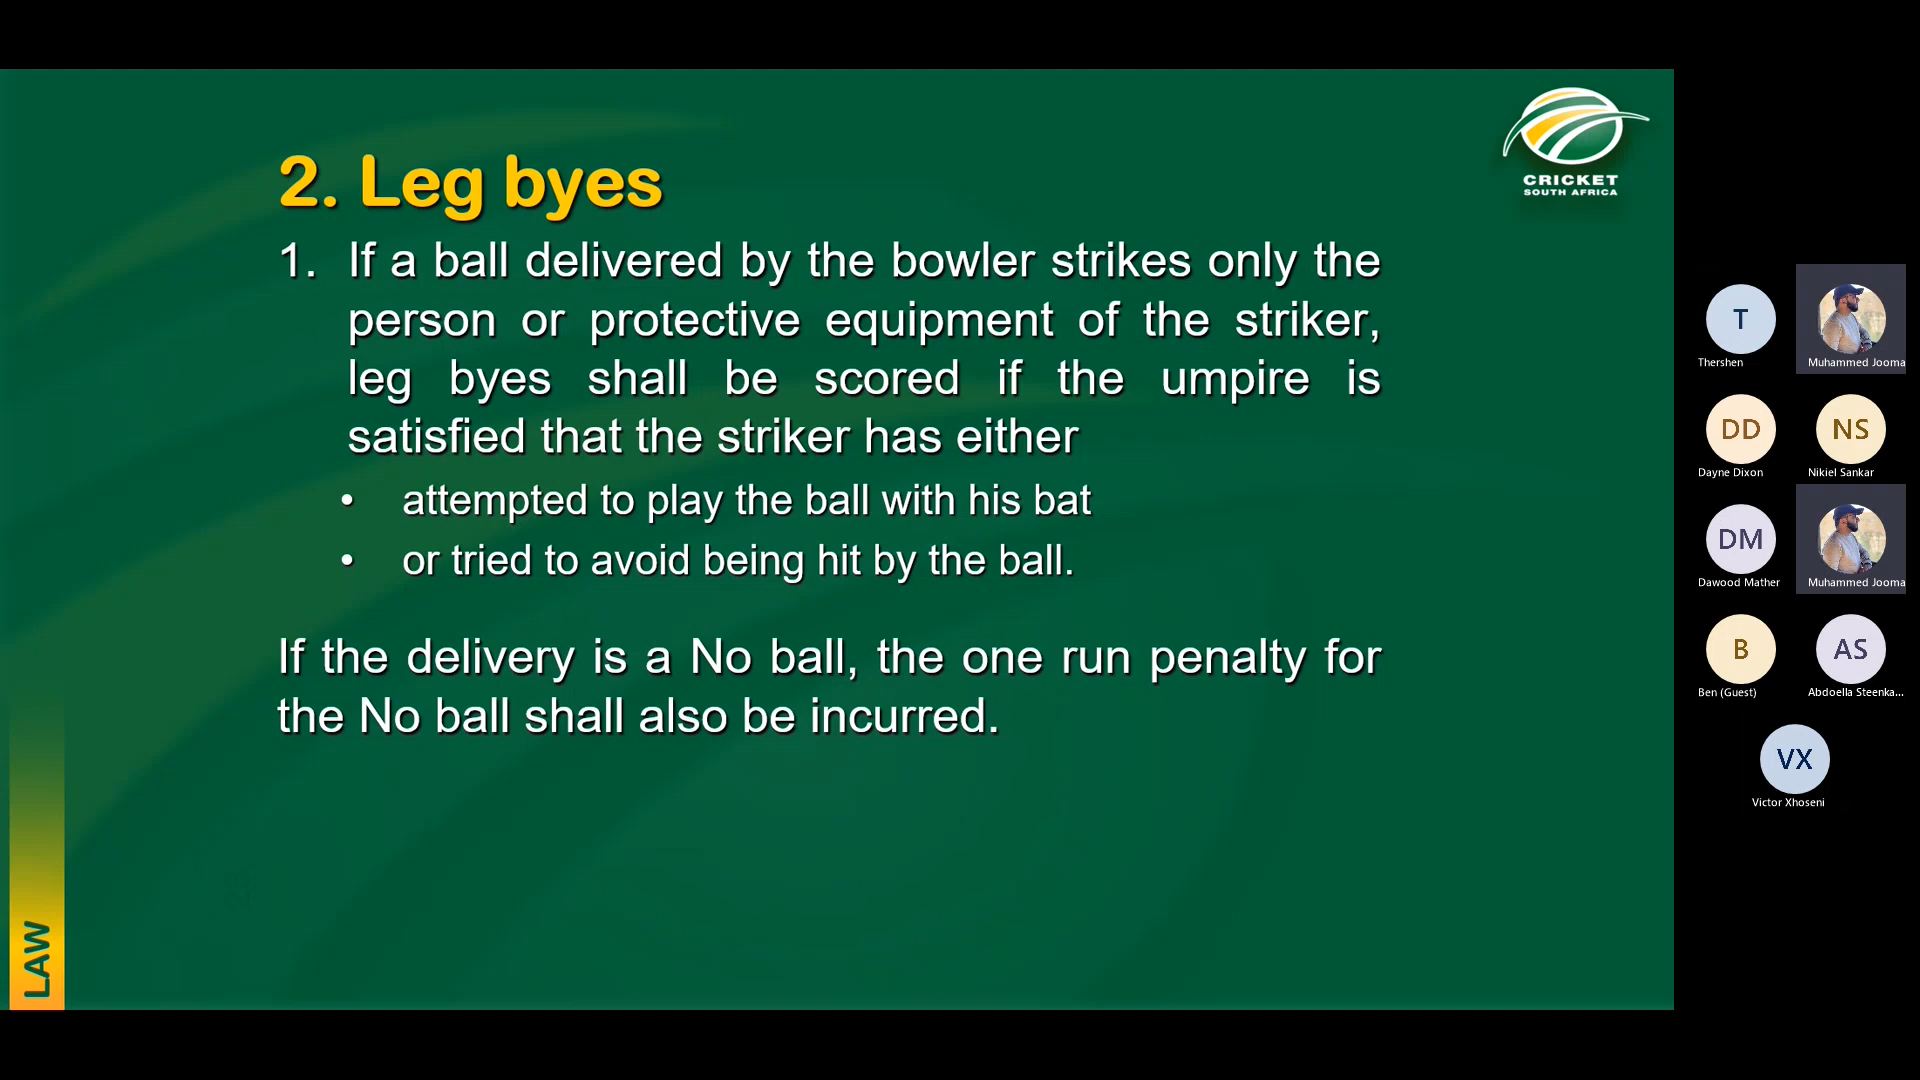 CRICKET
SOUTH AFRICA
2. Leg byes
1. If a ball delivered by the bowler strikes only the
person or protective equipment of the striker,
leg byes shall be scored if the umpire is
satisfied that the striker has either
• attempted to play the ball with his bat
• or tried to avoid being hit by the ball.
If the delivery is a No ball, the one run penalty for
the No ball shall also be incurred.
LAW
T
Thershen
Muhammed Jooma
DD
Dayne Dixon
NS
Nikiel Sankar
DM
Dawood Mather
Muhammed Jooma
B
Ben (Guest)
AS
Abdoella Steenka...
VX
Victor Xhoseni